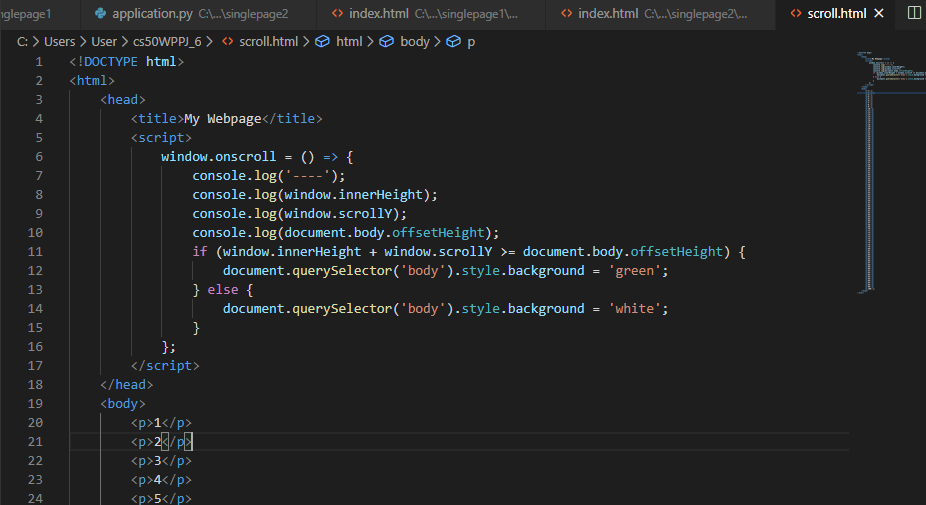 nglepage1 application.py C:\...\singlepage2 index.html C:\...\singlepage1\... index.html C:\...\singlepage2\... scroll.html
C: > Users > User > cs50WPPJ_6 > scroll.html > html > body > p
1 <!DOCTYPE html>
2 <html>
3 <head>
4 <title>My Webpage</title>
5 <script>
6 window.onscroll = () => {
7 console.log('----');
8 console.log(window.innerHeight);
9 console.log(window.scrollY);
10 console.log(document.body.offsetHeight);
11 if (window.innerHeight + window.scrollY >= document.body.offsetHeight) {
12 document.querySelector('body').style.background = 'green';
13 } else {
14 document.querySelector('body').style.background = 'white';
15 }
16 };
17 </script>
18 </head>
19 <body>
20 <p>1</p>
21 <p>2</p>
22 <p>3</p>
23 <p>4</p>
24 <p>5</p>